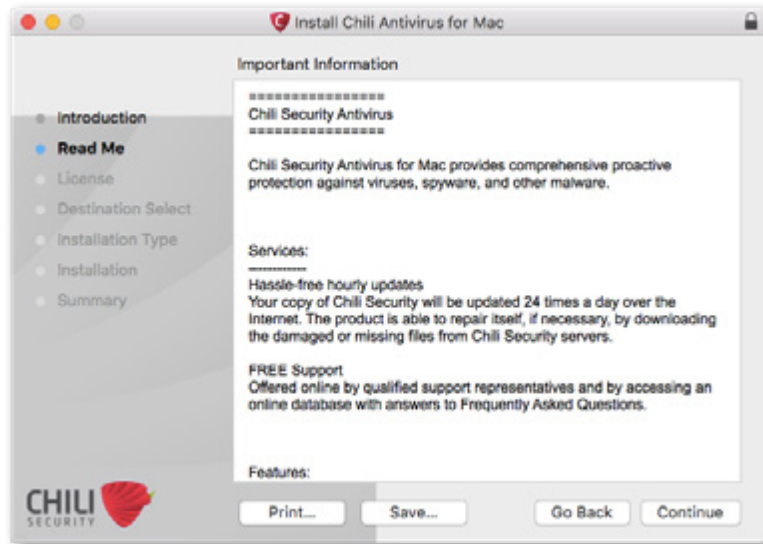 Install Chili Antivirus for Mac
Important Information
Introduction
Read Me
License
Destination Select
Installation Type
Installation
Summary
================
Chili Security Antivirus
================
Chili Security Antivirus for Mac provides comprehensive proactive
protection against viruses, spyware, and other malware.
Services:
------------
Hassle-free hourly updates
Your copy of Chili Security will be updated 24 times a day over the
Internet. The product is able to repair itself, if necessary, by downloading
the damaged or missing files from Chili Security servers.
FREE Support
Offered online by qualified support representatives and by accessing an
online database with answers to Frequently Asked Questions.
Features:
CHILI
SECURITY
Print...
Save...
Go Back
Continue